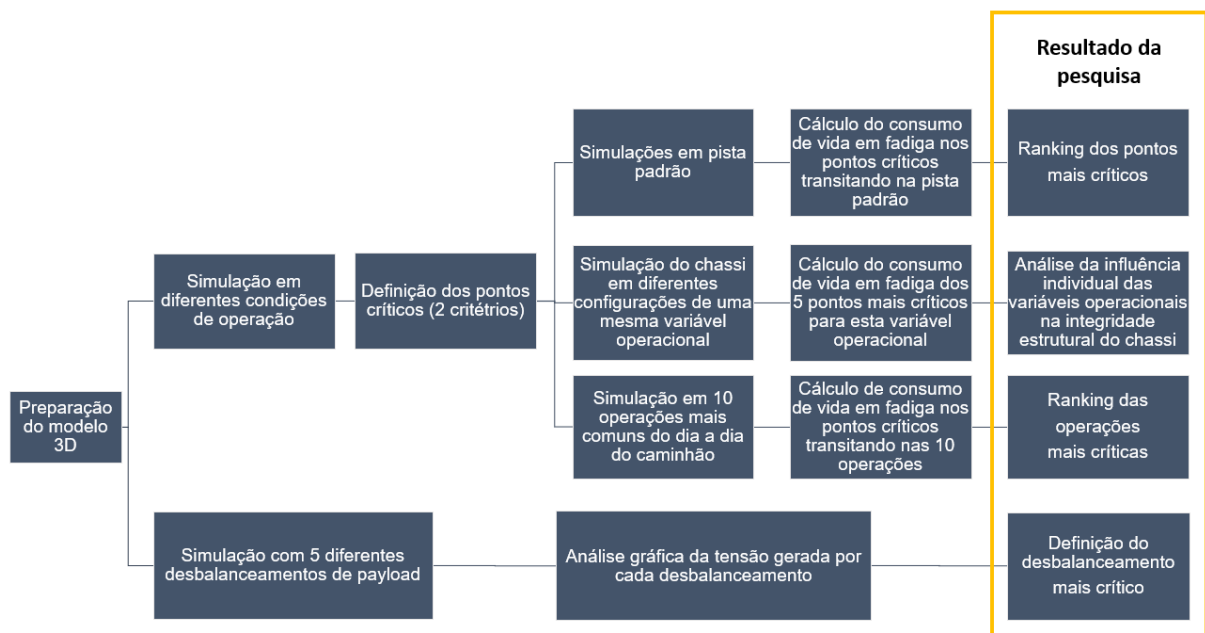 Resultado da
pesquisa
Simulações em pista
padrão
Cálculo do consumo
de vida em fadiga nos
pontos críticos
transitando na pista
padrão
Ranking dos pontos
mais críticos
Simulação em
diferentes condições
de operação
Definição dos pontos
críticos (2 critétrios)
Simulação do chassi
em diferentes
configurações de uma
mesma variável
operacional
Cálculo do consumo
de vida em fadiga dos
5 pontos mais críticos
para esta variável
operacional
Análise da influência
individual das
variáveis operacionais
na integridade
estrutural do chassi
Preparação
do modelo
3D
Simulação em 10
operações mais
comuns do dia a dia
do caminhão
Cálculo de consumo
de vida em fadiga nos
pontos críticos
transitando nas 10
operações
Ranking das
operações
mais críticas
Simulação com 5 diferentes
desbalanceamentos de payload
Análise gráfica da tensão gerada por
cada desbalanceamento
Definição do
desbalanceamento
mais crítico